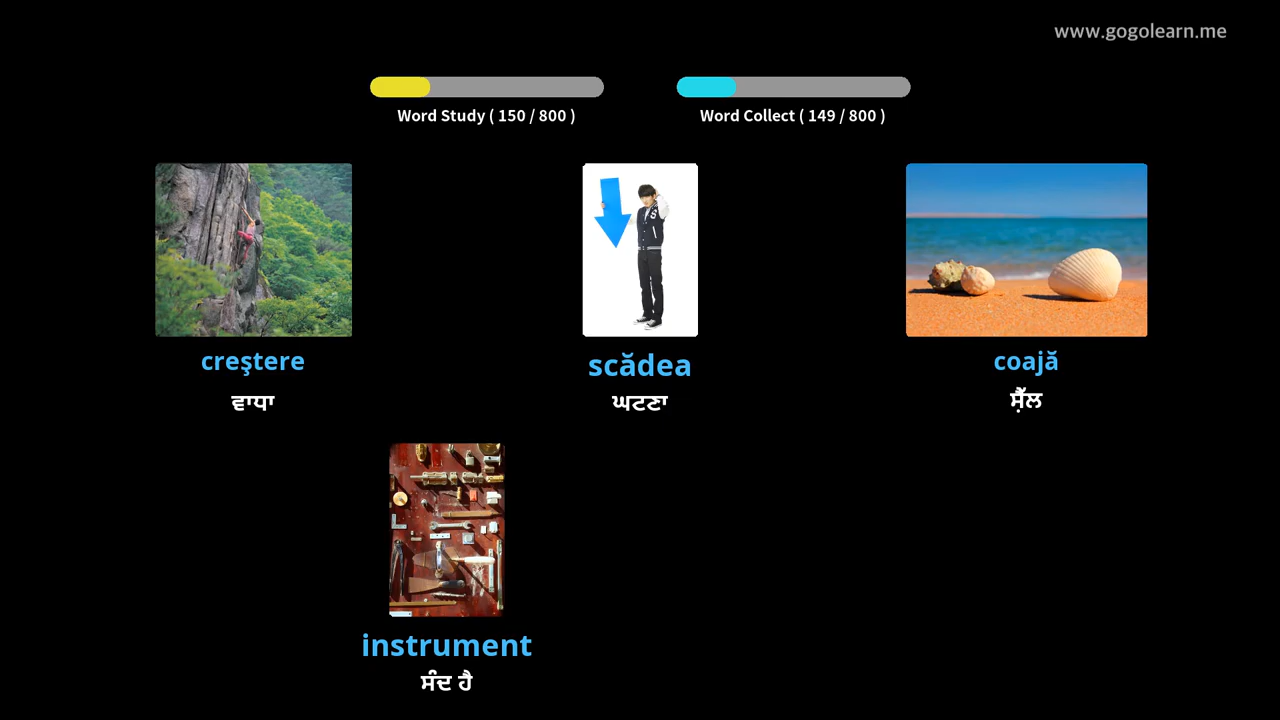 www.gogolearn.me
Word Study ( 150 / 800 )
Word Collect ( 149 / 800 )
creştere
scădea
coajă
ਵਾਧਾ
ਘਟਣਾ
ਸ਼ੈੱਲ
instrument
ਸੰਦ ਹੈ